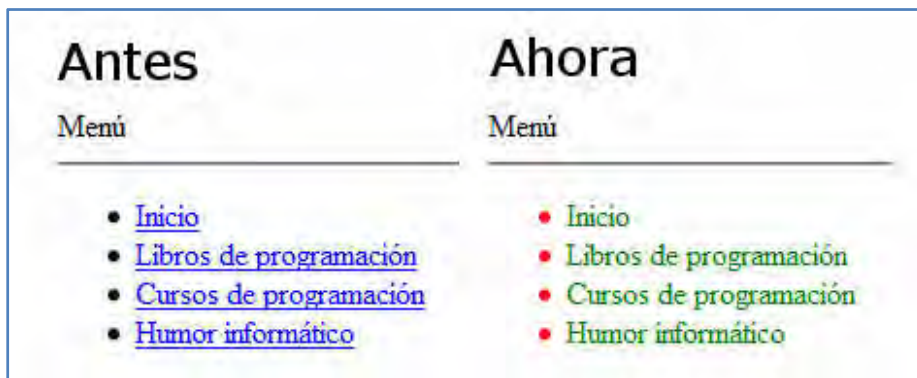 Antes
Menú
Inicio
Libros de programación
Cursos de programación
Humor informático
Ahora
Menú
Inicio
Libros de programación
Cursos de programación
Humor informático